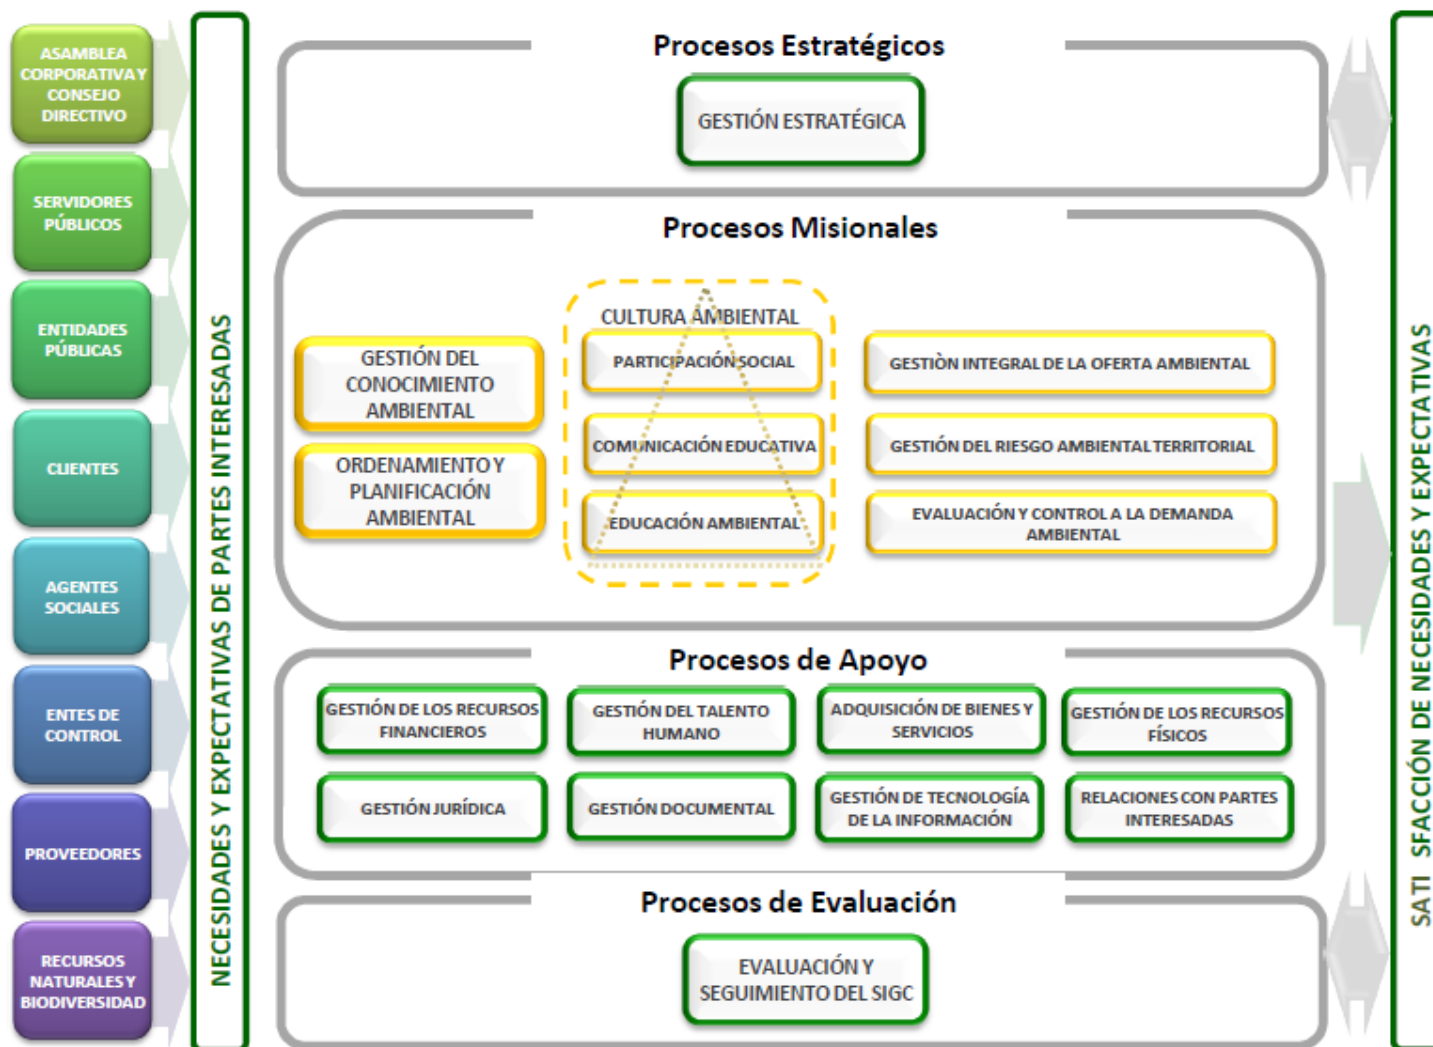 ASAMBLEA
CORPORATIVA Y
CONSEJO
DIRECTIVO
SERVIDORES
PÚBLICOS
ENTIDADES
PÚBLICAS
CLIENTES
AGENTES
SOCIALES
ENTES DE
CONTROL
PROVEEDORES
RECURSOS
NATURALES Y
BIODIVERSIDAD
NECESIDADES Y EXPECTATIVAS DE PARTES INTERESADAS
Procesos Estratégicos
GESTIÓN ESTRATÉGICA
Procesos Misionales
GESTIÓN DEL
CONOCIMIENTO
AMBIENTAL
ORDENAMIENTO Y
PLANIFICACIÓN
AMBIENTAL
CULTURA AMBIENTAL
PARTICIPACIÓN SOCIAL
COMUNICACIÓN EDUCATIVA
EDUCACIÓN AMBIENTAL
GESTIÒN INTEGRAL DE LA OFERTA AMBIENTAL
GESTIÓN DEL RIESGO AMBIENTAL TERRITORIAL
EVALUACIÓN Y CONTROL A LA DEMANDA
AMBIENTAL
Procesos de Apoyo
GESTIÓN DE LOS RECURSOS
FINANCIEROS
GESTIÓN DEL TALENTO
HUMANO
ADQUISICIÓN DE BIENES Y
SERVICIOS
GESTIÓN DE LOS RECURSOS
FÍSICOS
GESTIÓN JURÍDICA
GESTIÓN DOCUMENTAL
GESTIÓN DE TECNOLOGÍA
DE LA INFORMACIÓN
RELACIONES CON PARTES
INTERESADAS
Procesos de Evaluación
EVALUACIÓN Y
SEGUIMIENTO DEL SIGC
SATI SFACCIÓN DE NECESIDADES Y EXPECTATIVAS